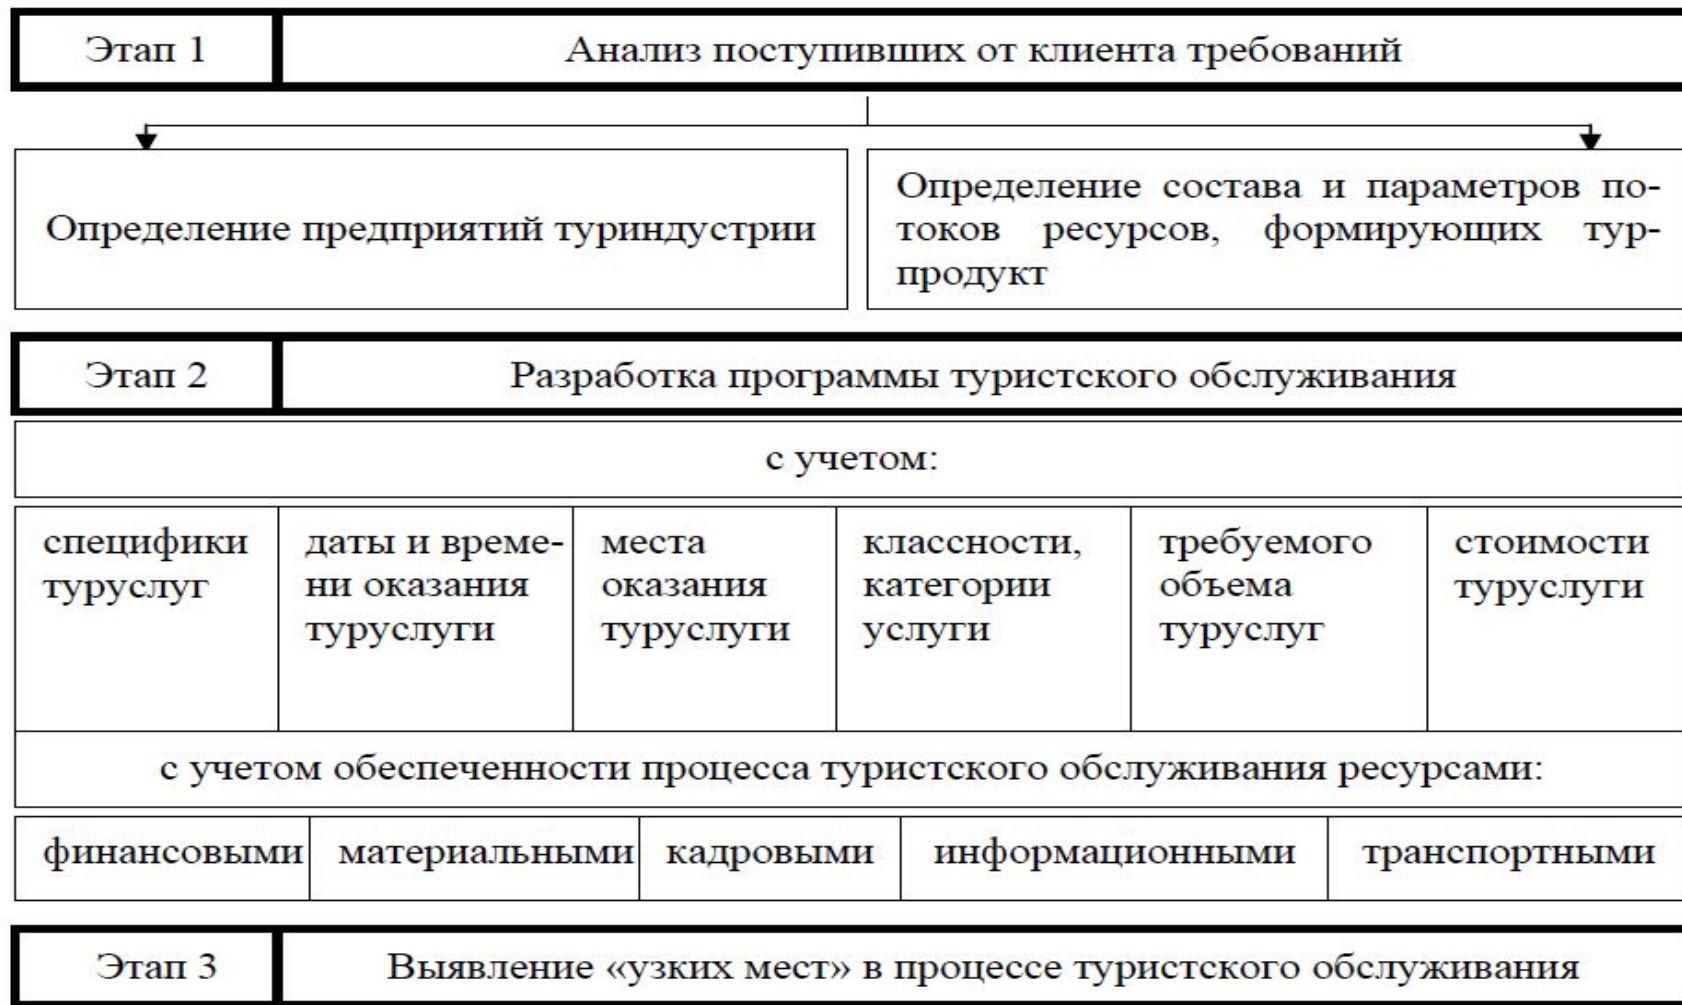 Этап 1
Анализ поступивших от клиента требований
Определение предприятий туриндустрии
Определение состава и параметров по-
токов ресурсов, формирующих тур-
продукт
Этап 2
Разработка программы туристского обслуживания
с учетом:
специфики
туруслуг
даты и време-
ни оказания
туруслуги
места
оказания
туруслуги
классности,
категории
услуги
требуемого
объема
туруслуг
стоимости
туруслуги
с учетом обеспеченности процесса туристского обслуживания ресурсами:
финансовыми
материальными
кадровыми
информационными
транспортными
Этап 3
Выявление «узких мест» в процессе туристского обслуживания